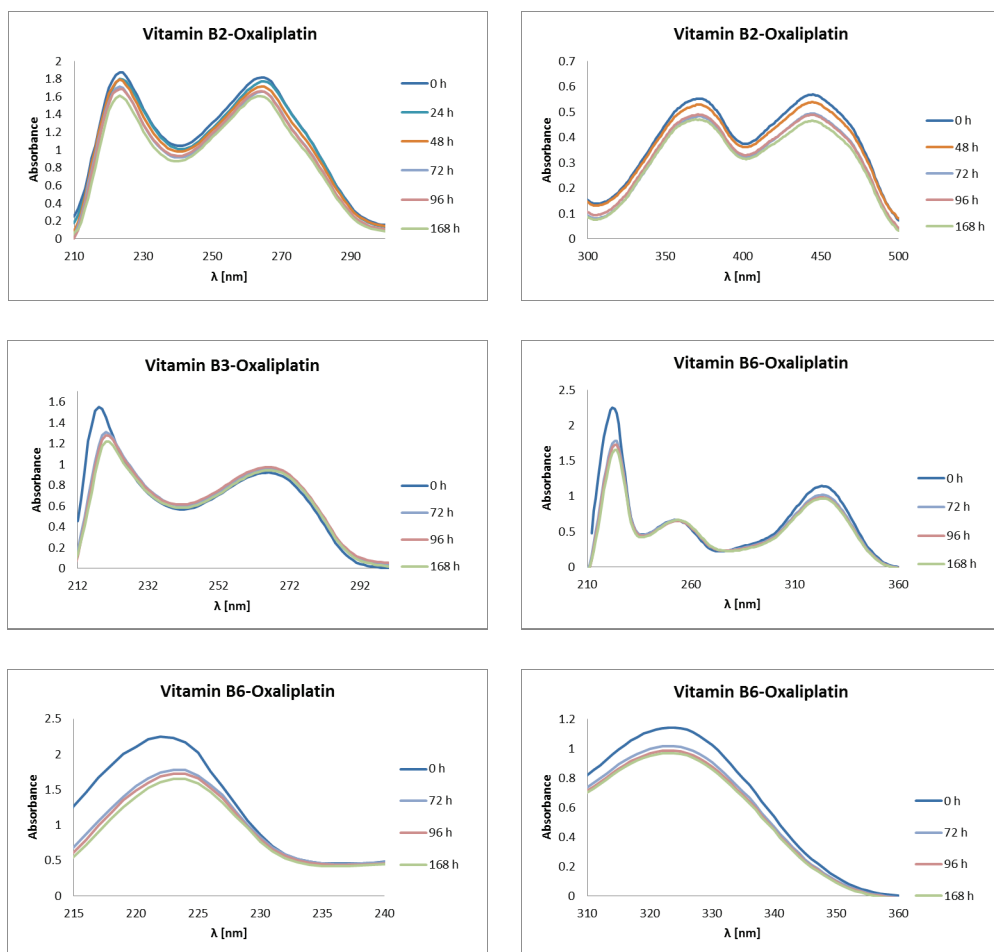 Vitamin B2-Oxaliplatin
2
1.8
1.6
1.4
1.2
1
0.8
0.6
0.4
0.2
0
Absorbance
210 230 250 270 290
λ [nm]
0 h
24 h
48 h
72 h
96 h
168 h
Vitamin B2-Oxaliplatin
0.7
0.6
0.5
0.4
0.3
0.2
0.1
0
Absorbance
300 350 400 450 500
λ [nm]
0 h
48 h
72 h
96 h
168 h
Vitamin B3-Oxaliplatin
1.6
1.4
1.2
1
0.8
0.6
0.4
0.2
0
Absorbance
212 232 252 272 292
λ [nm]
0 h
72 h
96 h
168 h
Vitamin B6-Oxaliplatin
2.5
2
1.5
1
0.5
0
Absorbance
210 260 310 360
λ [nm]
0 h
72 h
96 h
168 h
Vitamin B6-Oxaliplatin
2.5
2
1.5
1
0.5
0
Absorbance
215 220 225 230 235 240
λ [nm]
0 h
72 h
96 h
168 h
Vitamin B6-Oxaliplatin
1.2
1
0.8
0.6
0.4
0.2
0
Absorbance
310 320 330 340 350 360
λ [nm]
0 h
72 h
96 h
168 h